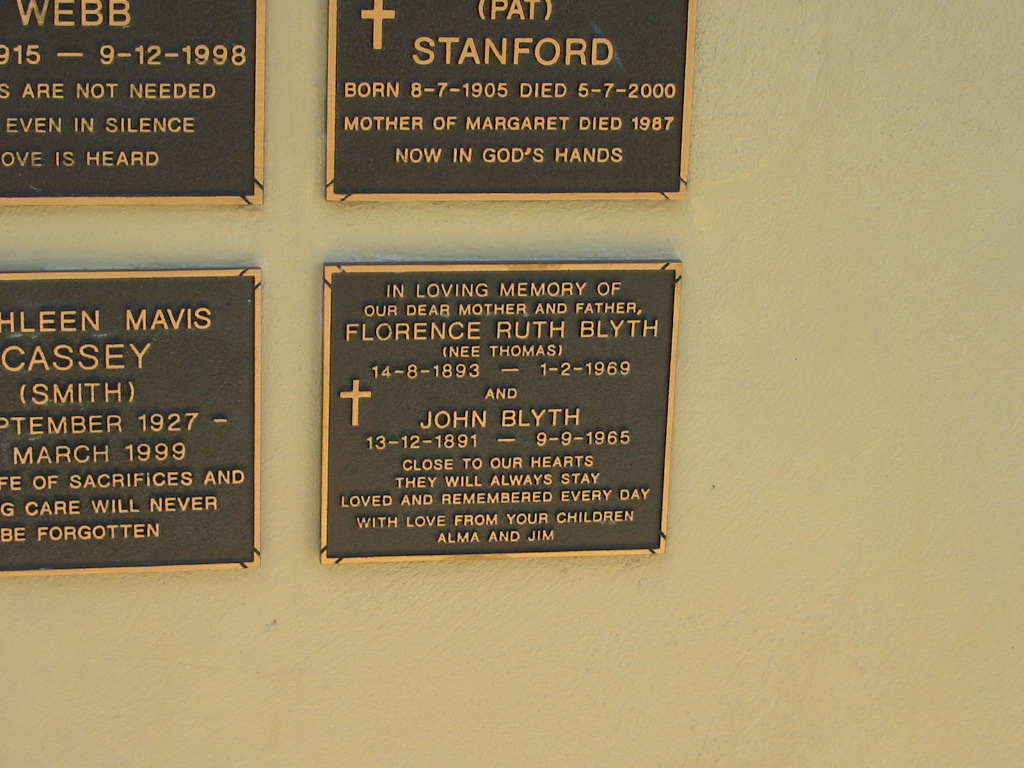 WEBB
915 — 9-12-1998
ARE NOT NEEDED
EVEN IN SILENCE
OVE IS HEARD
(PAT)
STANFORD
BORN 8-7-1905 DIED 5-7-2000
MOTHER OF MARGARET DIED 1987
NOW IN GOD'S HANDS
HLEEN MAVIS
CASSEY
(SMITH)
PTEMBER 1927 –
MARCH 1999
FE OF SACRIFICES AND
G CARE WILL NEVER
BE FORGOTTEN
IN LOVING MEMORY OF
OUR DEAR MOTHER AND FATHER,
FLORENCE RUTH BLYTH
(NEE THOMAS)
14-8-1893 — 1-2-1969
AND
JOHN BLYTH
13-12-1891 — 9-9-1965
CLOSE TO OUR HEARTS
THEY WILL ALWAYS STAY
LOVED AND REMEMBERED EVERY DAY
WITH LOVE FROM YOUR CHILDREN
ALMA AND JIM